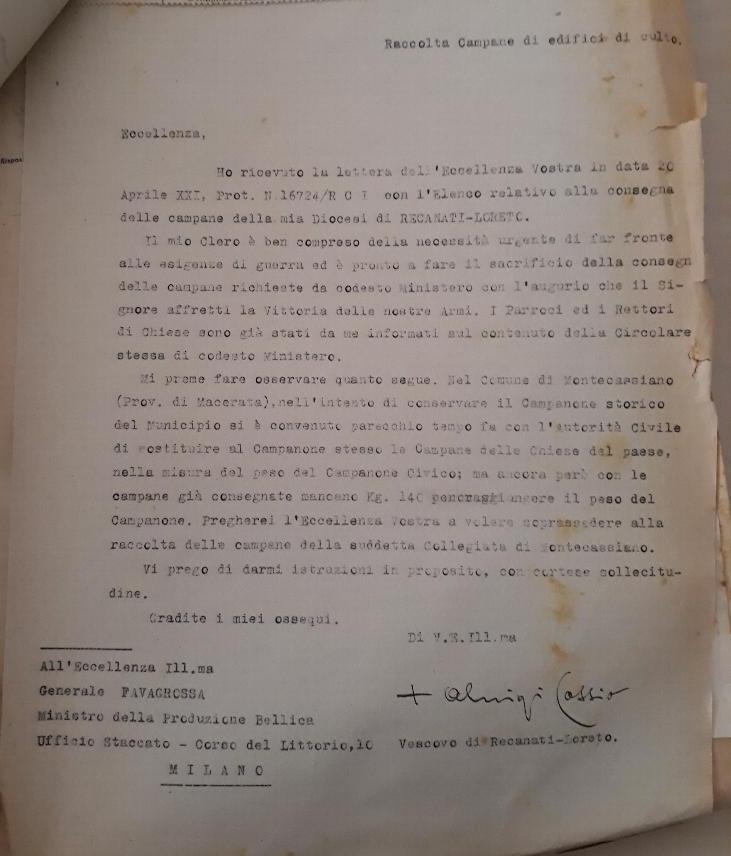 Raccolta Campane di edifici di culto.
Rispos
Eccellenza,
Ho ricevuto la lettera dell'Eccellenza Vostra in data 20
Aprile XXI, Prot. N.16724/R C I con l'Elenco relativo alla consegna
delle campane della mia Diocesi di RECANATI-LORETO.
Il mio Clero è ben compreso della necessità urgente di far fronte
alle esigenze di guerra ed è pronto a fare il sacrificio della consegn
delle campane richieste da codesto Ministero con l'augurio che il Si-
gnore affretti la Vittoria delle nostre Armi. I Parroci ed i Rettori
di Chiese sono già stati da me informati sul contenuto della Circolare
stessa di codesto Ministero.
Mi preme fare osservare quanto segue. Nel Comune di Montecassiano
(Prov. di Macerata),nell'intento di conservare il Campanone storico
del Municipio si è convenuto parecchio tempo fa con l'Autorità Civile
di sostituire al Campanone stesso le Campane delle Chiese del paese,
nella misura del peso del Campanone Civico; ma ancora però con le
campane già consegnate mancano Kg. 140 il peso del
Campanone. Pregherei l'Eccellenza Vostra a volere soprassedere alla
raccolta delle campane della suddetta Collegiata di Montecassiano.
Vi prego di darmi istruzioni in proposito, con cortese sollecitu-
dine.
Gradite i miei ossequi.
Di V.E.Ill.ma
All'Eccellenza Ill.ma
Generale FAVAGROSSA
Ministro della Produzione Bellica
Ufficio Staccato - Corso del Littorio,10
MILANO
+ Aluigi Cossio
Vescovo di Recanati-Loreto.